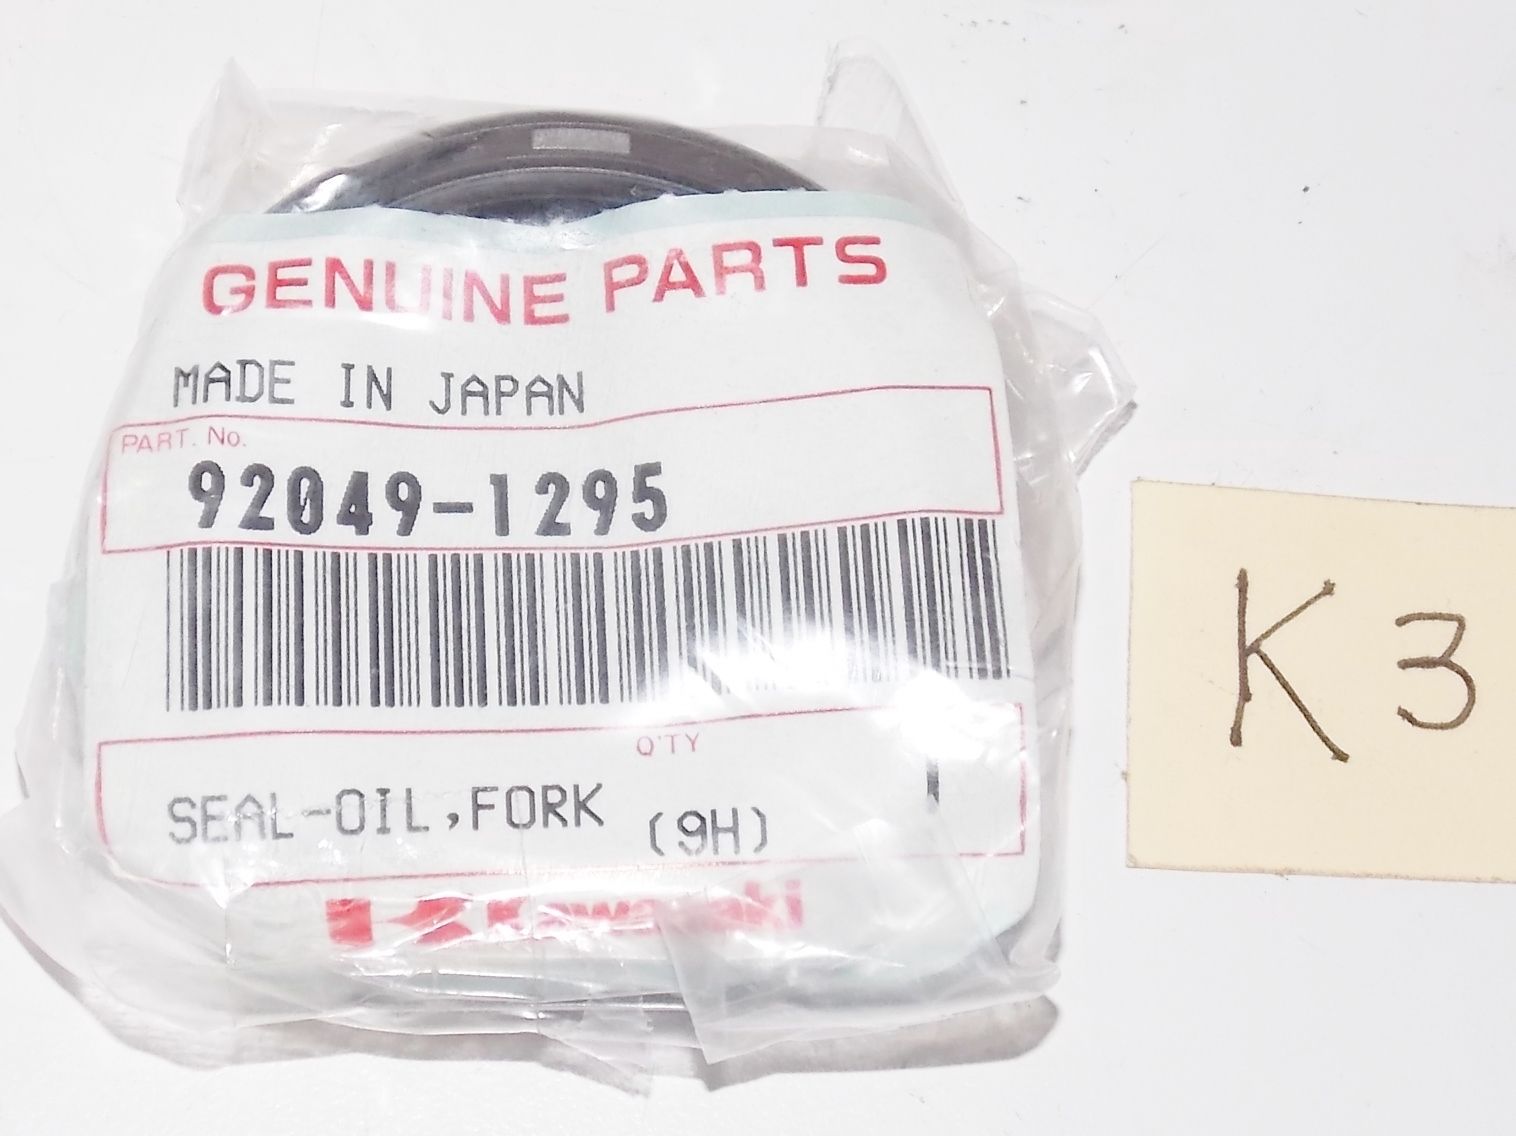 GENUINE PARTS
MADE IN JAPAN
PART. No.
92049-1295
Q'TY
SEAL-OIL,FORK (9H) 1
Kawasaki
K3